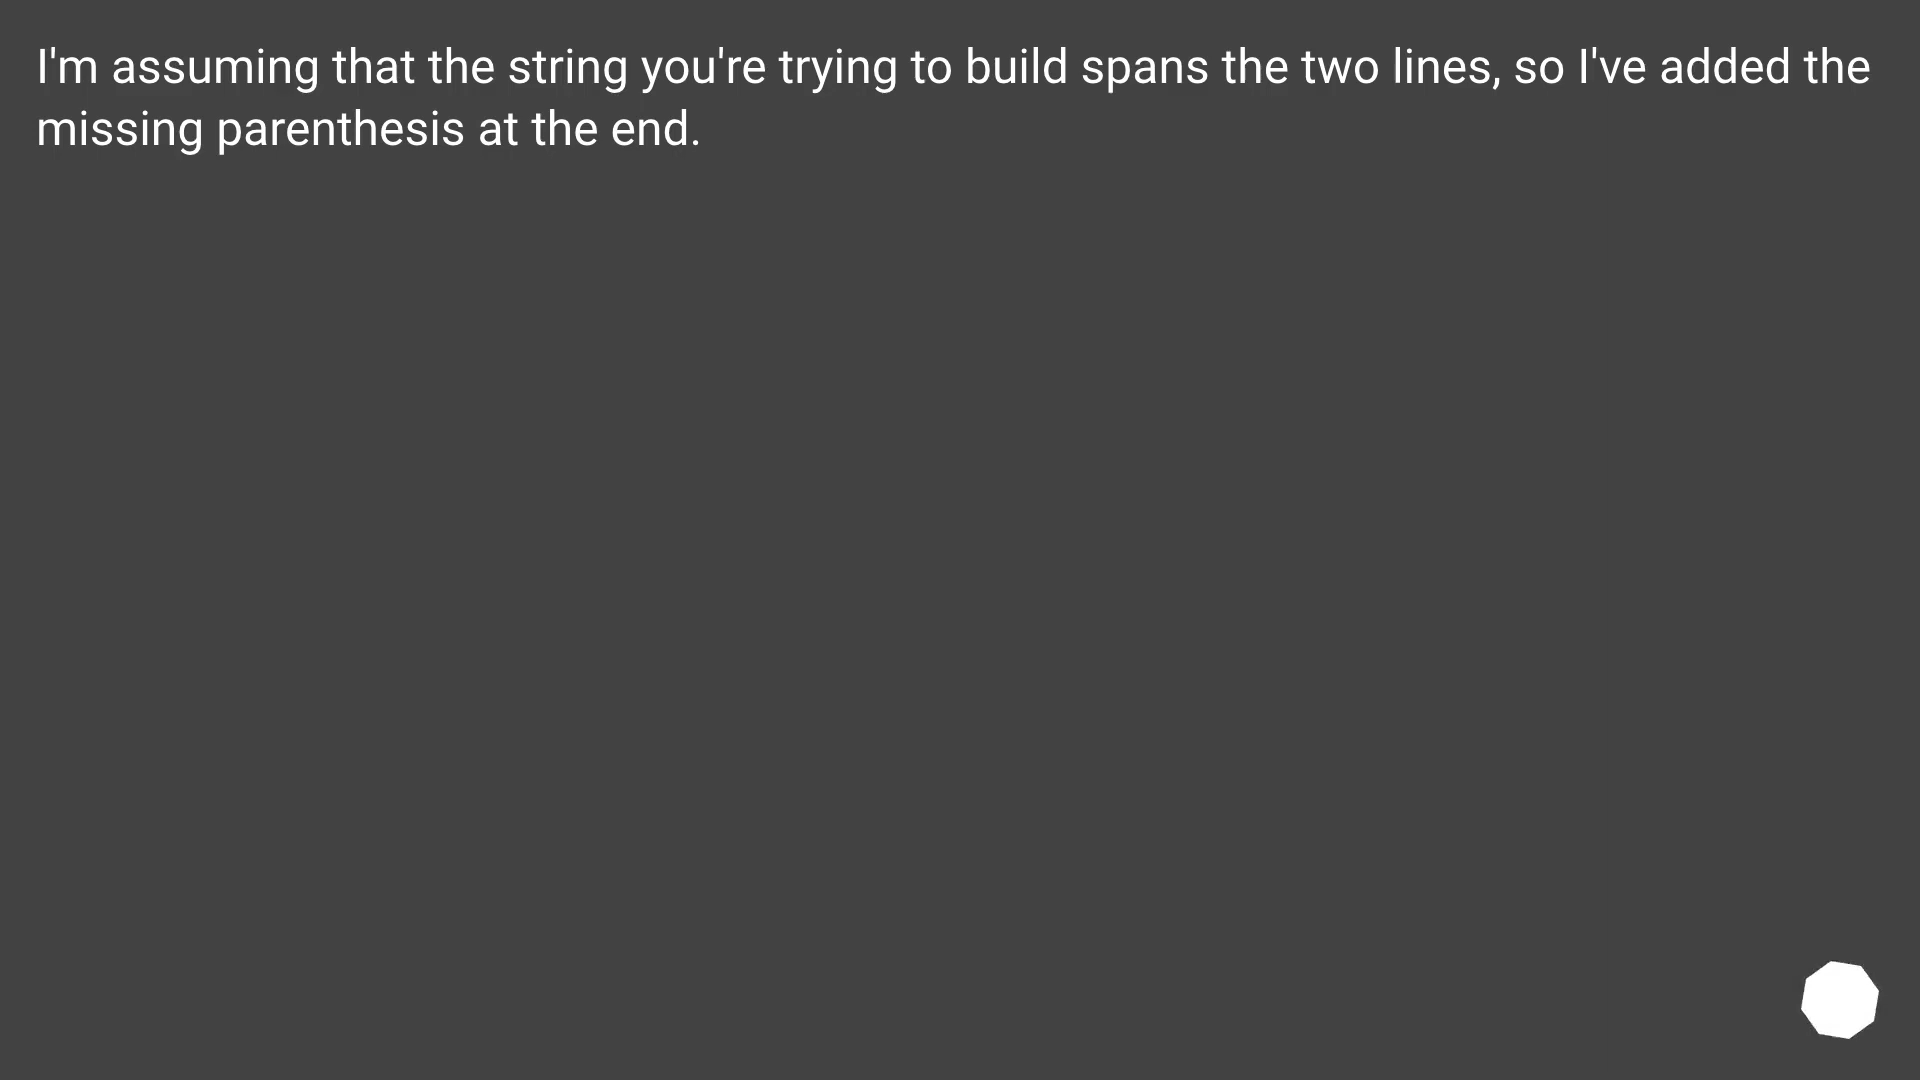 I'm assuming that the string you're trying to build spans the two lines, so I've added the
missing parenthesis at the end.